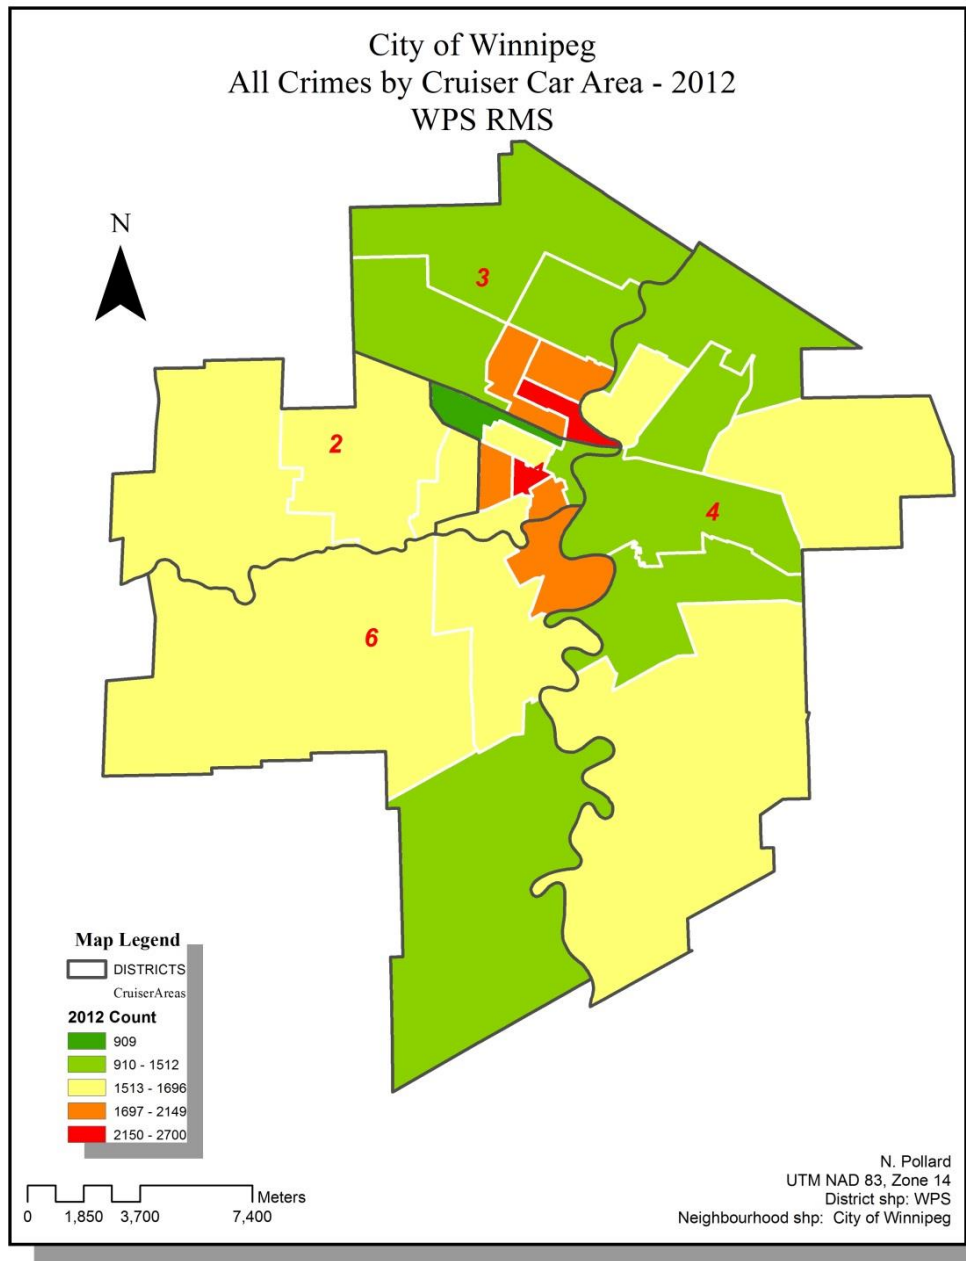 City of Winnipeg
All Crimes by Cruiser Car Area - 2012
WPS RMS
N
3
2
4
6
Map Legend
DISTRICTS
CruiserAreas
2012 Count
909
910 - 1512
1513 - 1696
1697 - 2149
2150 - 2700
Meters
0 1,850 3,700 7,400
N. Pollard
UTM NAD 83, Zone 14
District shp: WPS
Neighbourhood shp: City of Winnipeg